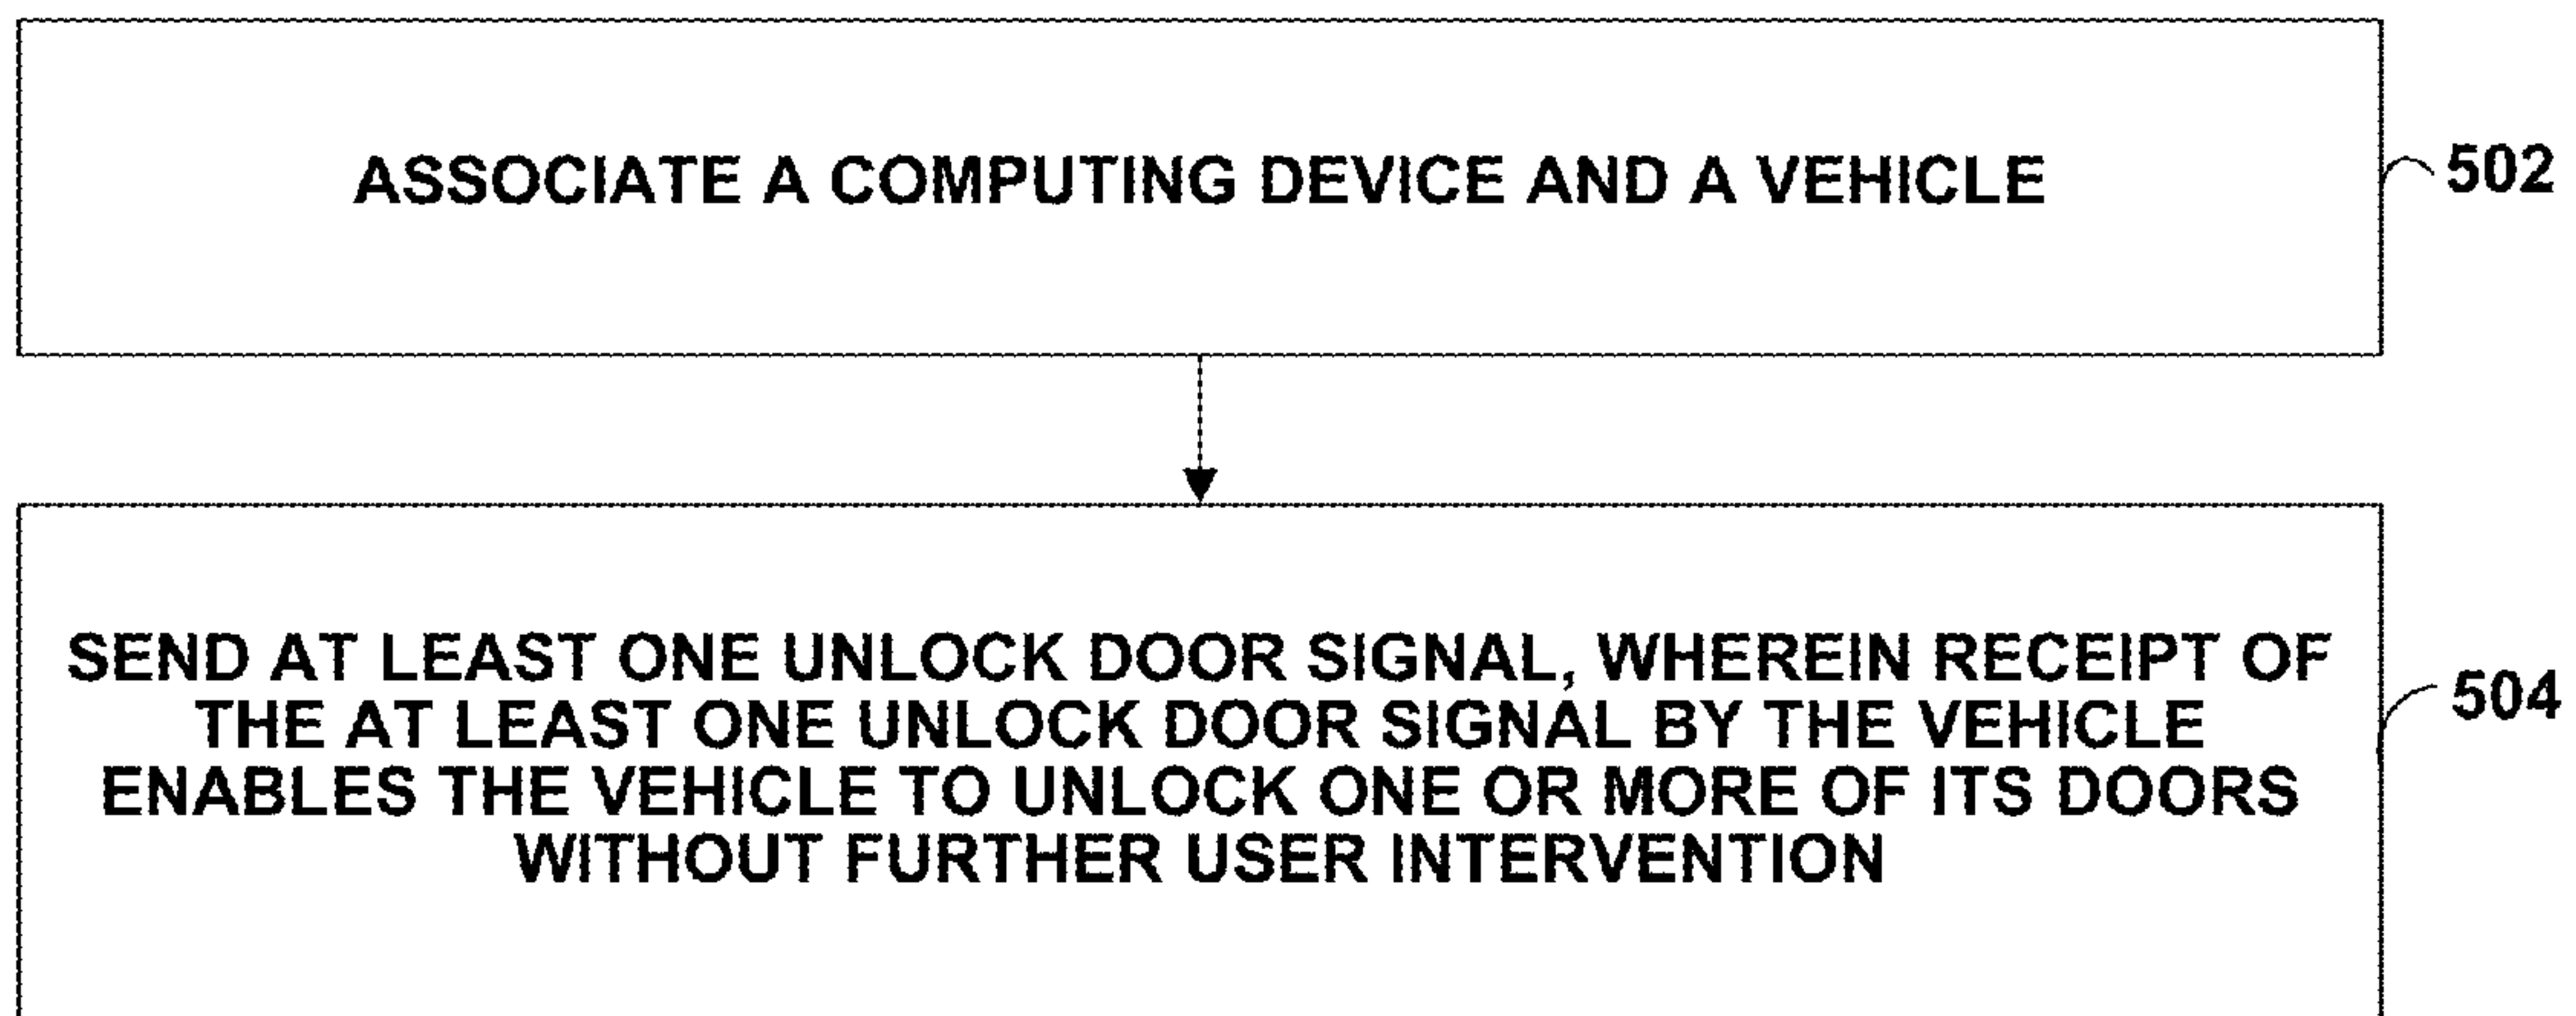 ASSOCIATE A COMPUTING DEVICE AND A VEHICLE
502
SEND AT LEAST ONE UNLOCK DOOR SIGNAL, WHEREIN RECEIPT OF
THE AT LEAST ONE UNLOCK DOOR SIGNAL BY THE VEHICLE
ENABLES THE VEHICLE TO UNLOCK ONE OR MORE OF ITS DOORS
WITHOUT FURTHER USER INTERVENTION
504